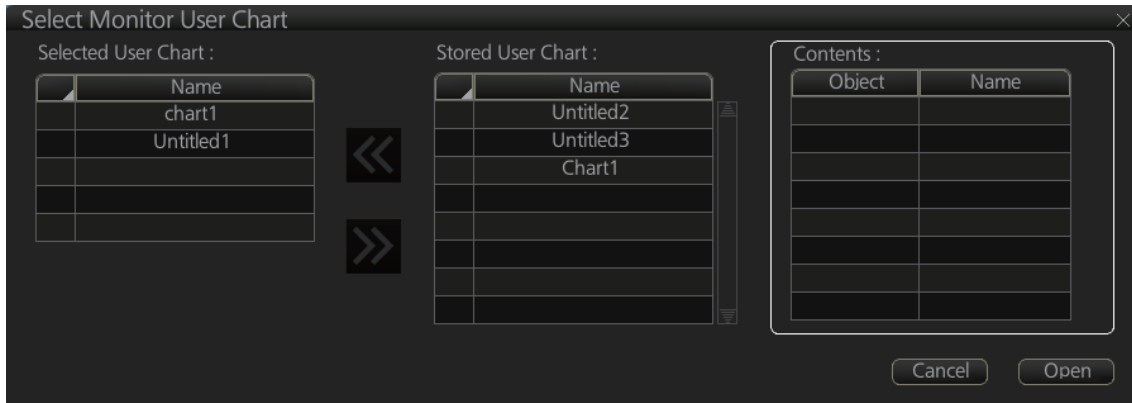 Select Monitor User Chart
Selected User Chart :
Name
chart1
Untitled1
Stored User Chart :
Name
Untitled2
Untitled3
Chart1
Contents :
Object Name
Cancel Open